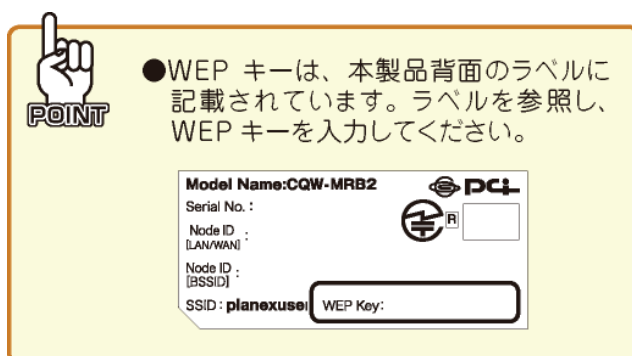 POINT
●WEP キーは、本製品背面のラベルに
記載されています。ラベルを参照し、
WEP キーを入力してください。
Model Name:CQW-MRB2
PCi
Serial No. :
R
Node ID :
[LAN/WAN]
Node ID :
[BSSID]
SSID : planexuser
WEP Key: